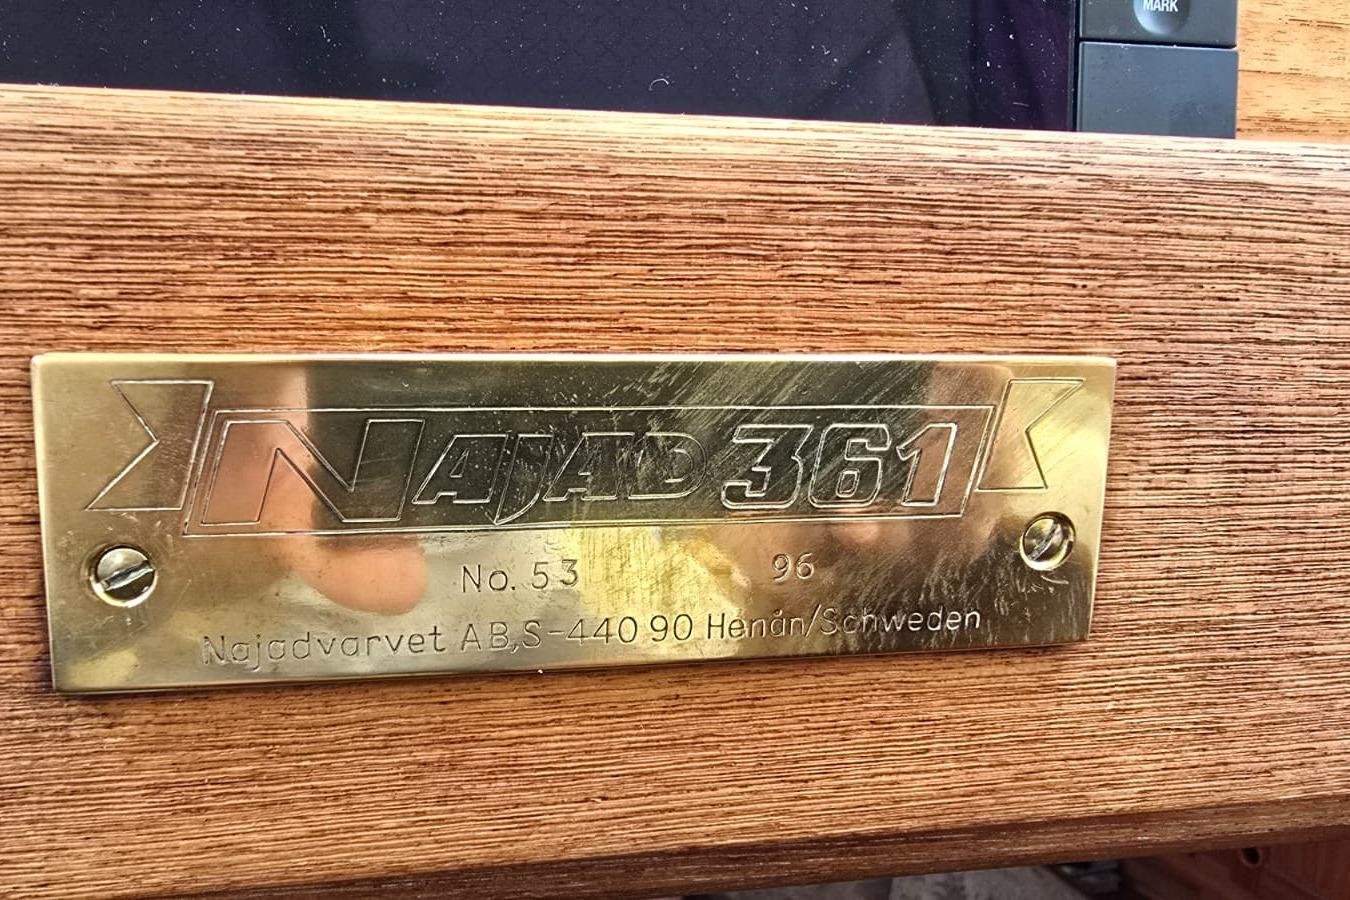 MARK
NAJAD 361
No. 53 96
Najadvarvet AB,S-440 90 Henån/Schweden